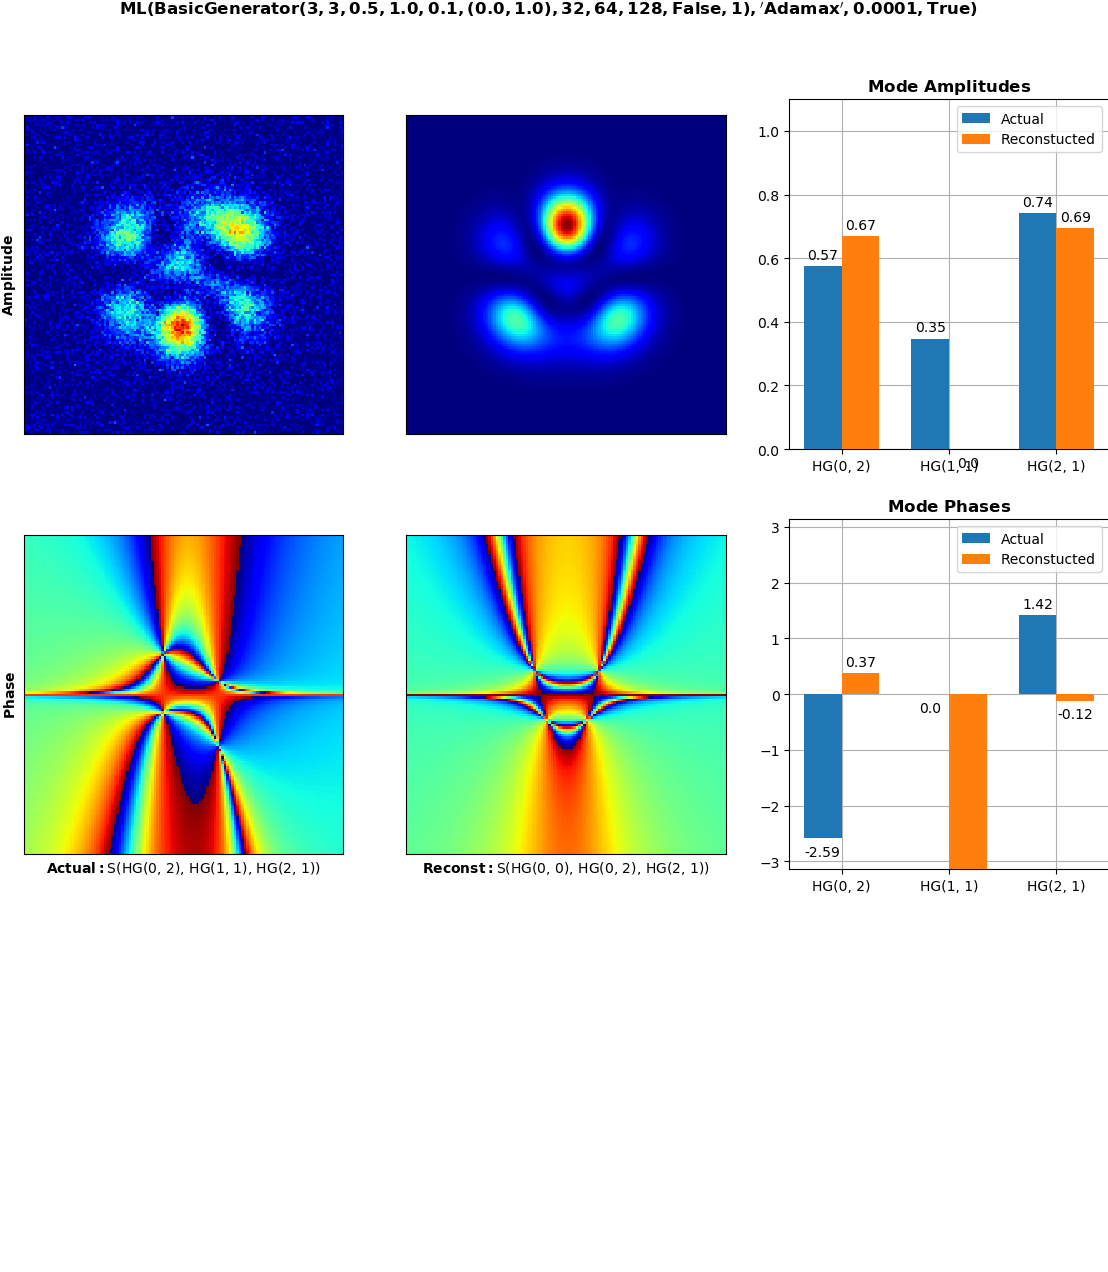 ML(BasicGenerator(3, 3, 0.5, 1.0, 0.1, (0.0, 1.0), 32, 64, 128, False, 1), ′Adamax′, 0.0001, True)
Amplitude
Mode Amplitudes
Actual
Reconstucted
1.0
0.8
0.6
0.4
0.2
0.0
0.57
0.67
0.35
0.0
0.74
0.69
HG(0, 2)
HG(1, 1)
HG(2, 1)
Phase
Actual: S(HG(0, 2), HG(1, 1), HG(2, 1))
Reconst: S(HG(0, 0), HG(0, 2), HG(2, 1))
Mode Phases
Actual
Reconstucted
3
2
1
0
−1
−2
−3
-2.59
0.37
0.0
1.42
-0.12
HG(0, 2)
HG(1, 1)
HG(2, 1)